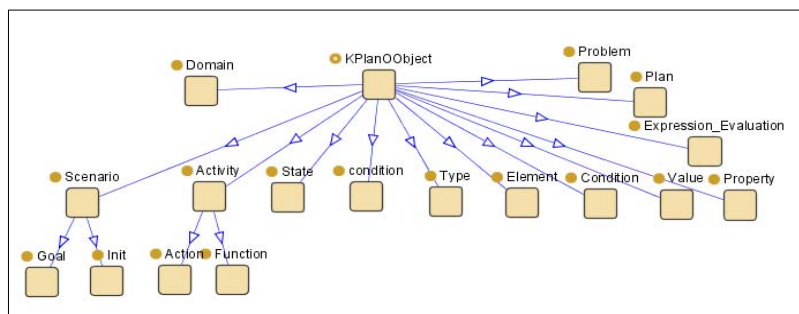 KPlanOObject
Problem
Domain
Plan
Expression_Evaluation
Scenario
Activity
State
condition
Type
Element
Condition
Value
Property
Goal
Init
Action
Function